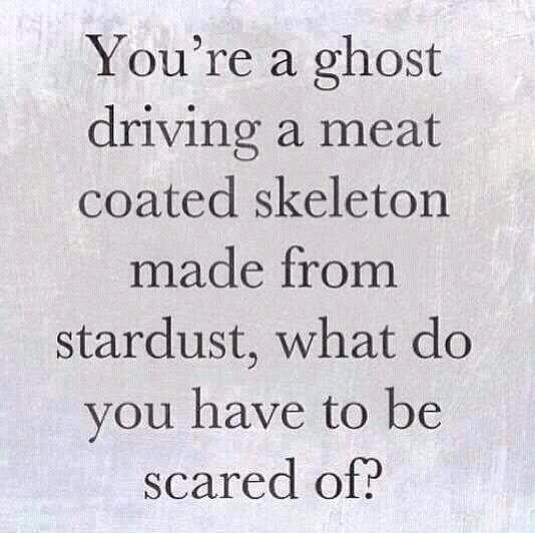 You’re a ghost
driving a meat
coated skeleton
made from
stardust, what do
you have to be
scared of?